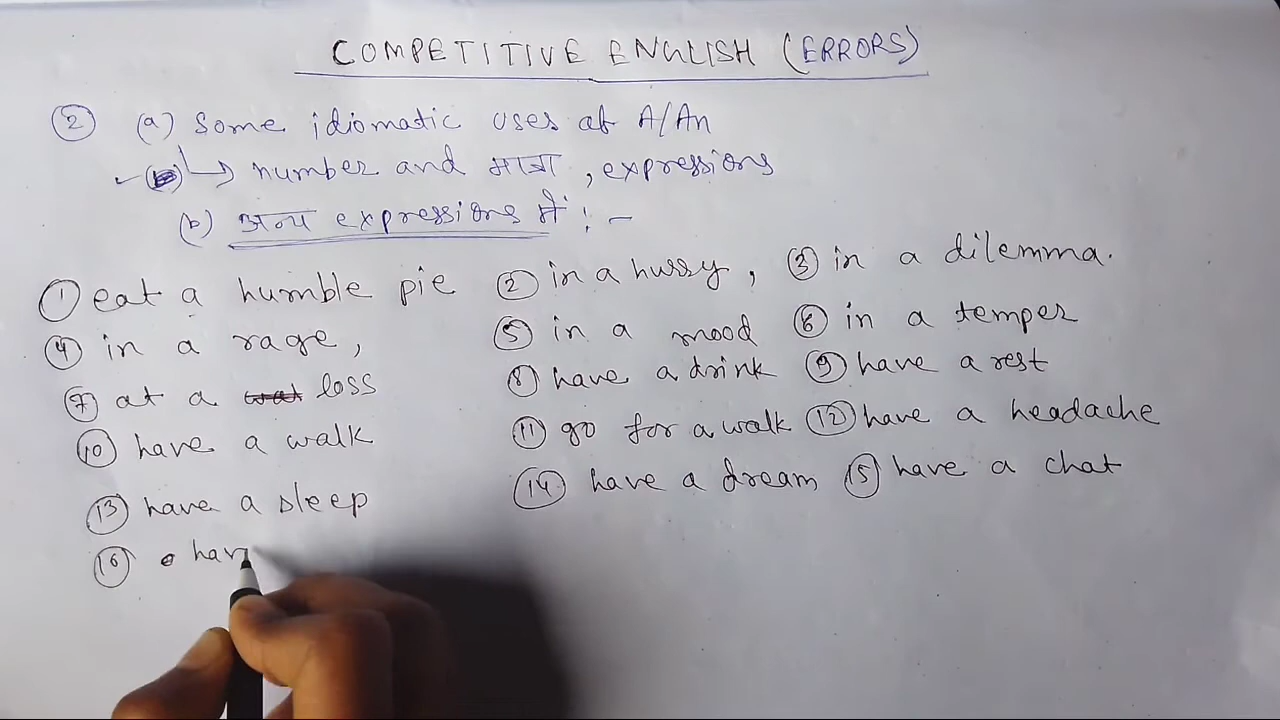 COMPETITIVE ENGLISH (ERRORS)
② (a) Some idiomatic uses of A/An
↳ number and मात्रा, expressions
(b) अन्य expressions में : –
① eat a humble pie ② in a hurry, ③ in a dilemma.
④ in a rage, ⑤ in a mood ⑥ in a temper
⑦ at a loss ⑧ have a drink ⑨ have a rest
⑩ have a walk ⑪ go for a walk ⑫ have a headache
⑬ have a sleep ⑭ have a dream ⑮ have a chat
⑯ hav